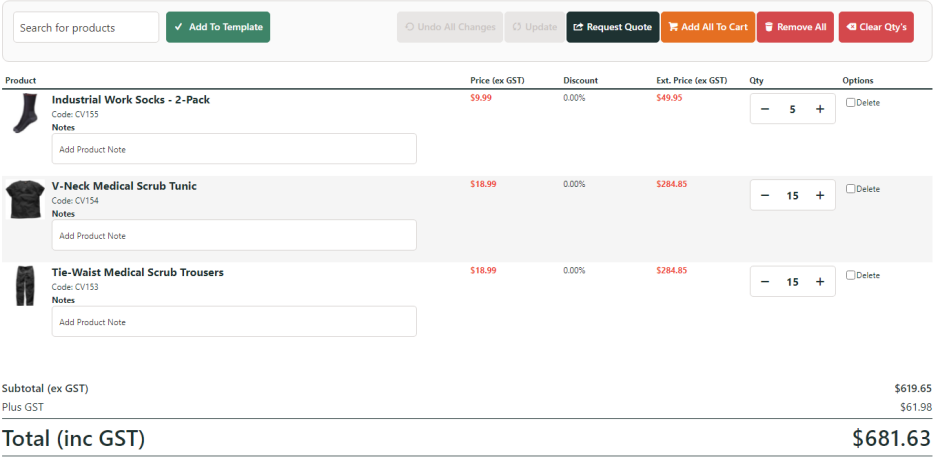 Search for products
Add To Template
Undo All Changes
Update
Request Quote
Add All To Cart
Remove All
Clear Qty's
Product Price (ex GST) Discount Ext. Price (ex GST) Qty Options
Industrial Work Socks - 2-Pack $9.99 0.00% $49.95 − 5 + Delete
Code: CV155
Notes
Add Product Note
V-Neck Medical Scrub Tunic $18.99 0.00% $284.85 − 15 + Delete
Code: CV154
Notes
Add Product Note
Tie-Waist Medical Scrub Trousers $18.99 0.00% $284.85 − 15 + Delete
Code: CV153
Notes
Add Product Note
Subtotal (ex GST) $619.65
Plus GST $61.98
Total (inc GST) $681.63